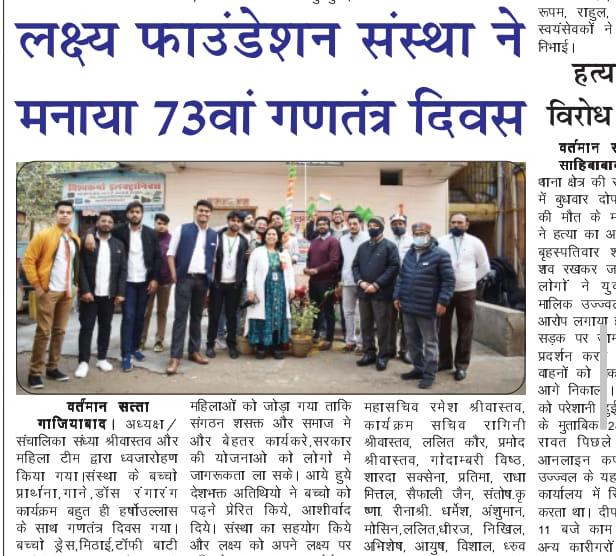 लक्ष्य फाउंडेशन संस्था ने
मनाया 73वां गणतंत्र दिवस
विश्वकर्मा इलेक्ट्रोनिक्स
वर्तमान सत्ता
गाजियाबाद। अध्यक्ष/
संचालिका संध्या श्रीवास्तव और
महिला टीम द्वारा ध्वजारोहण
किया गया।संस्था के बच्चो
प्रार्थना,गाने,डॉस रंगारंग
कार्यक्रम बहुत ही हर्षोउल्लास
के साथ गणतंत्र दिवस गया।
बच्चो ड्रेस,मिठाई,टॉफी बाटी
महिलाओं को जोड़ा गया ताकि
संगठन शसक्त और समाज मे
और बेहतर कार्यकरे,सरकार
की योजनाओ को लोगो मे
जागरूकता ला सके। आये हुये
देशभक्त अतिथियो ने बच्चो को
पढ़ने प्रेरित किये, आशीर्वाद
दिये। संस्था का सहयोग किये
और लक्ष्य को अपने लक्ष्य पर
महासचिव रमेश श्रीवास्तव,
कार्यक्रम सचिव रागिनी
श्रीवास्तव, ललित कौर, प्रमोद
श्रीवास्तव, गोदाम्बरी विष्ठ,
शारदा सक्सेना, प्रतिमा, राधा
मित्तल, सैफाली जैन, संतोष.कृ
ष्णा. रीनाश्री. धर्मेश, अंशुमान,
मोसिन,ललित,धीरज, निखिल,
अभिशेष, आयुष, विशाल, ध्रुव
रूपम, राहुल,
स्वयंसेवकों ने
निभाई।
हत्य
विरोध
वर्तमान स
साहिबाबा
थाना क्षेत्र की
में बुधवार दोप
की मौत के म
ने हत्या का अ
बृहस्पतिवार श
शव रखकर ज
लोगों ने यु
मालिक उज्ज्व
आरोप लगाया
सड़क पर
प्रदर्शन कर
वाहनों को
आगे निकाल।
को परेशानी हुई
के मुताबिक 2
रावत पिछले
आनलाइन कप
उज्ज्वल के यह
कार्यालय में
करता था। दीप
11 बजे काम
अन्य कारीगरों